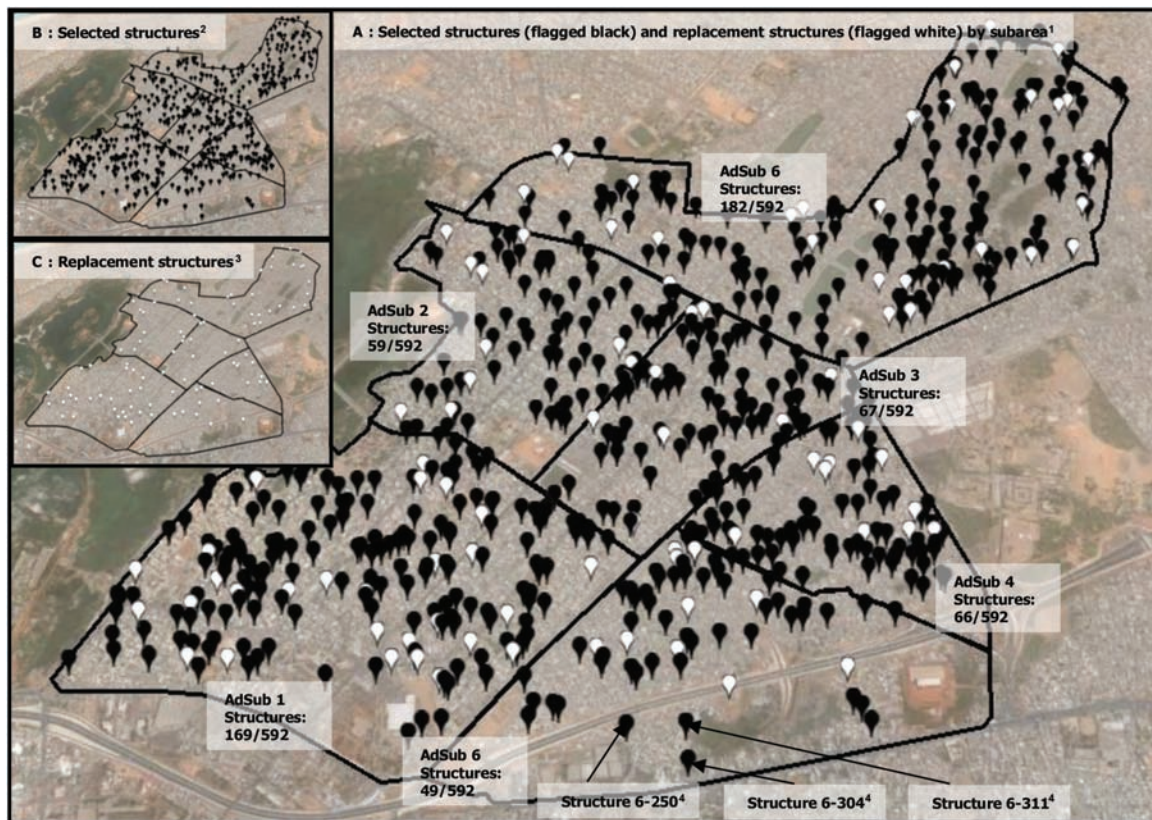 B : Selected structures²
A : Selected structures (flagged black) and replacement structures (flagged white) by subarea¹
C : Replacement structures³
AdSub 6
Structures:
182/592
AdSub 2
Structures:
59/592
AdSub 3
Structures:
67/592
AdSub 4
Structures:
66/592
AdSub 1
Structures:
169/592
AdSub 6
Structures:
49/592
Structure 6-250⁴
Structure 6-304⁴
Structure 6-311⁴